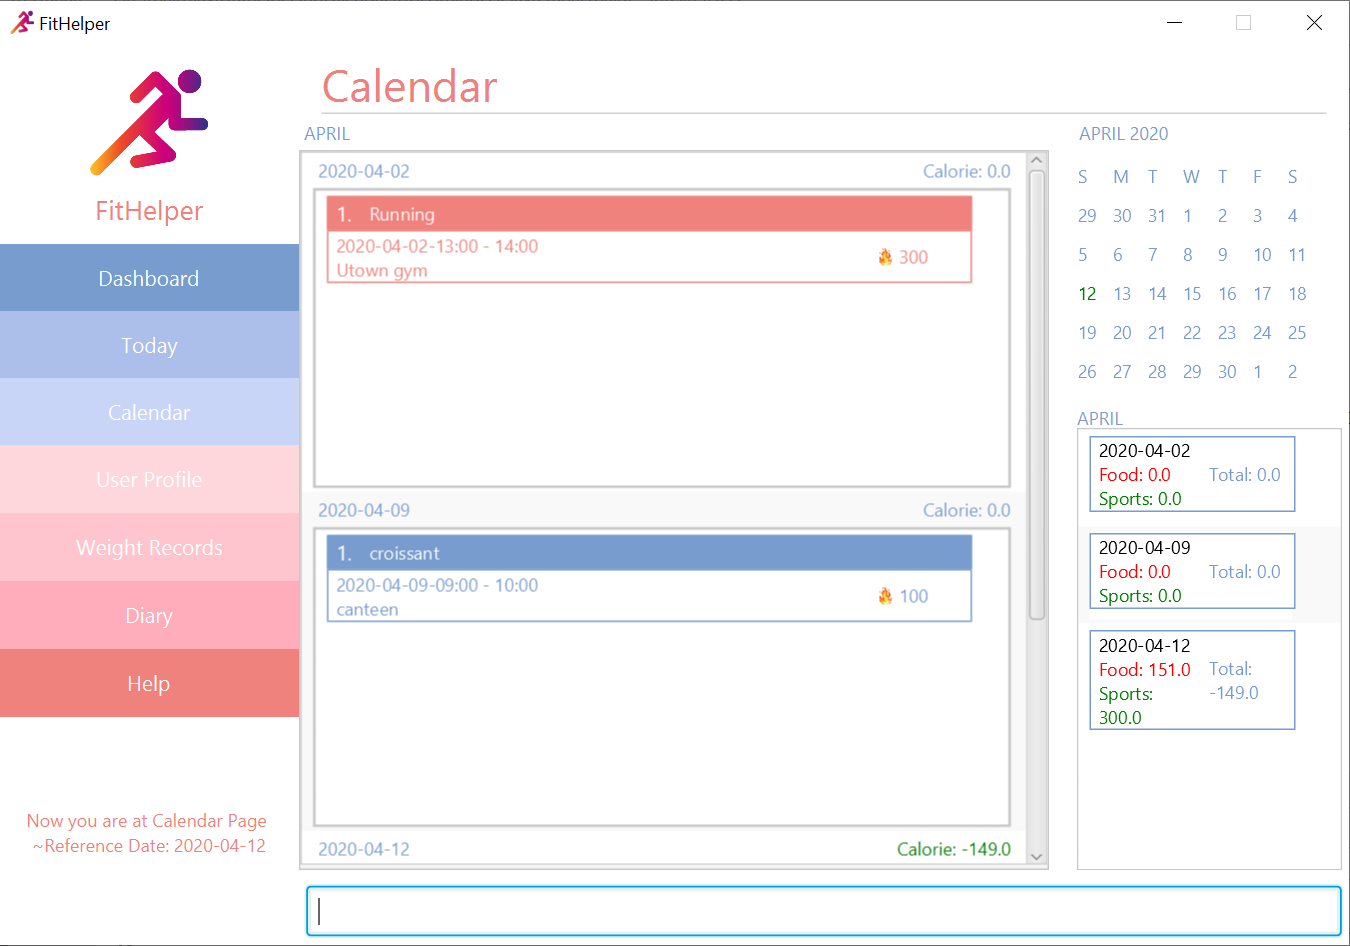 FitHelper
FitHelper
Dashboard
Today
Calendar
User Profile
Weight Records
Diary
Help
Now you are at Calendar Page
~Reference Date: 2020-04-12
Calendar
APRIL
2020-04-02 Calorie: 0.0
1. Running
2020-04-02-13:00 - 14:00
Utown gym
300
2020-04-09 Calorie: 0.0
1. croissant
2020-04-09-09:00 - 10:00
canteen
100
2020-04-12 Calorie: -149.0
APRIL 2020
S M T W T F S
29 30 31 1 2 3 4
5 6 7 8 9 10 11
12 13 14 15 16 17 18
19 20 21 22 23 24 25
26 27 28 29 30 1 2
APRIL
2020-04-02
Food: 0.0 Total: 0.0
Sports: 0.0
2020-04-09
Food: 0.0 Total: 0.0
Sports: 0.0
2020-04-12
Food: 151.0
Sports:
300.0
Total:
-149.0